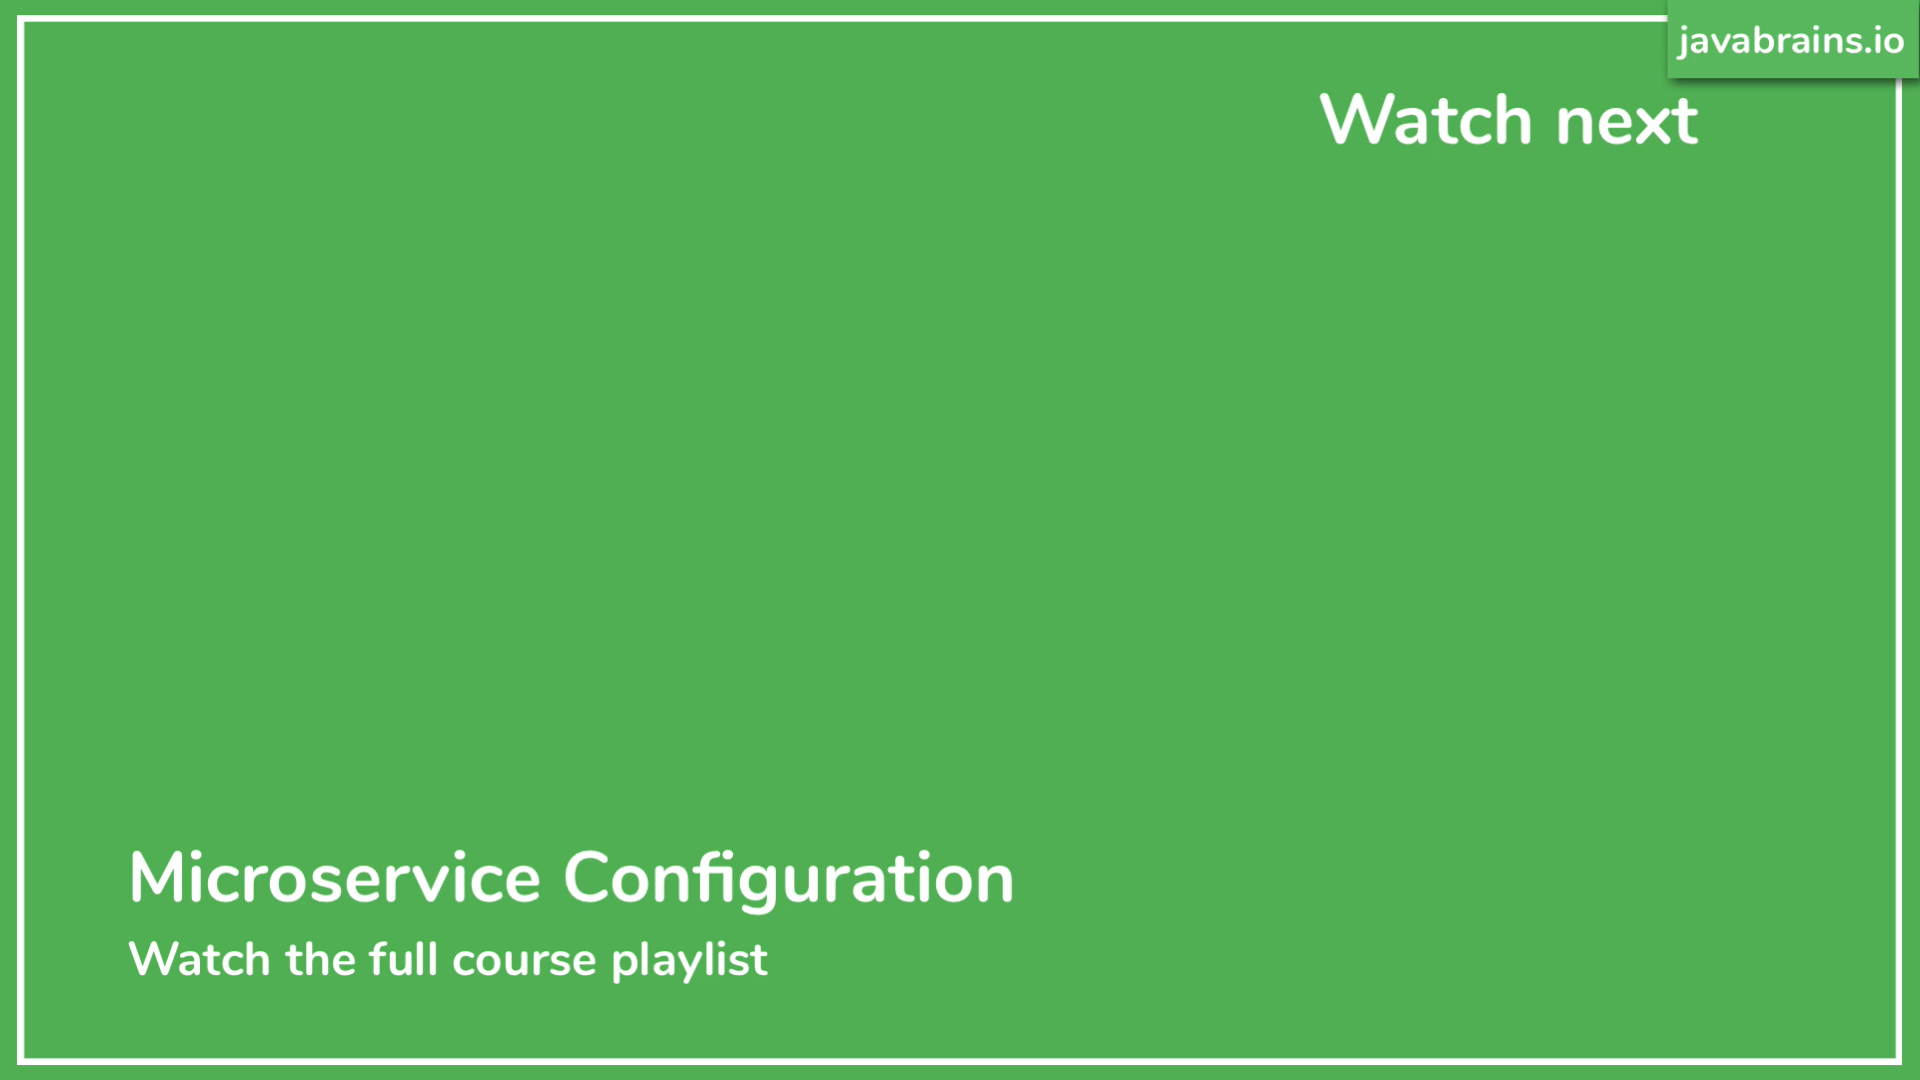 javabrains.io
Watch next
Microservice Configuration
Watch the full course playlist